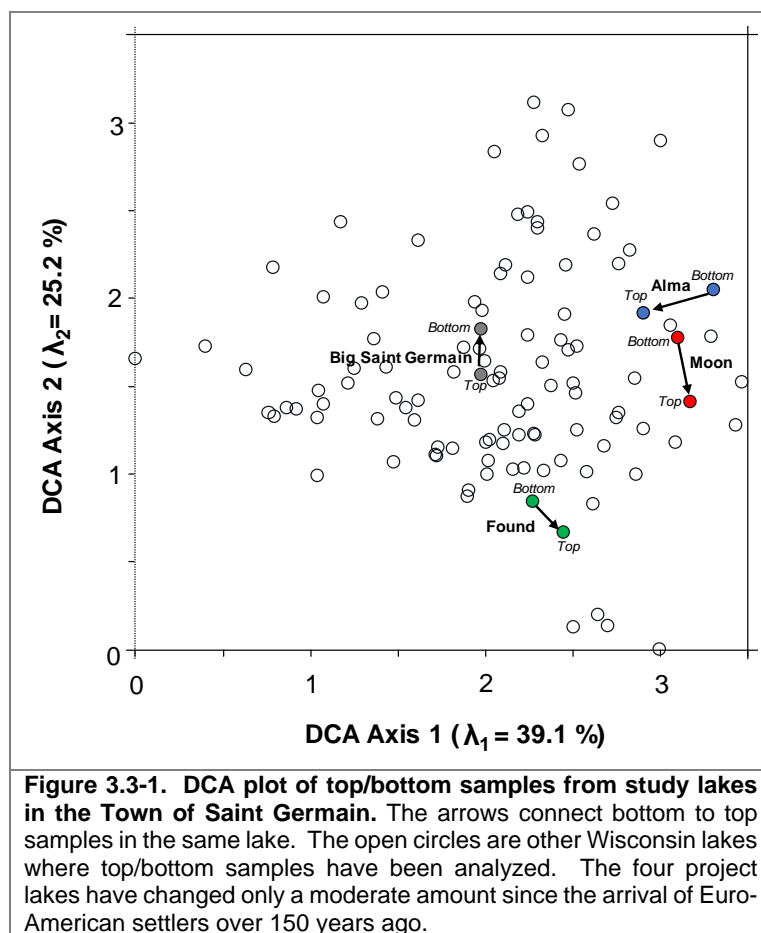 3
2
1
0
DCA Axis 2 (λ2= 25.2 %)
Bottom
Alma
Top
Bottom
Moon
Top
Bottom
Big Saint Germain
Top
Bottom
Found
Top
0 1 2 3
DCA Axis 1 (λ1 = 39.1 %)
Figure 3.3-1. DCA plot of top/bottom samples from study lakes
in the Town of Saint Germain. The arrows connect bottom to top
samples in the same lake. The open circles are other Wisconsin lakes
where top/bottom samples have been analyzed. The four project
lakes have changed only a moderate amount since the arrival of Euro-
American settlers over 150 years ago.